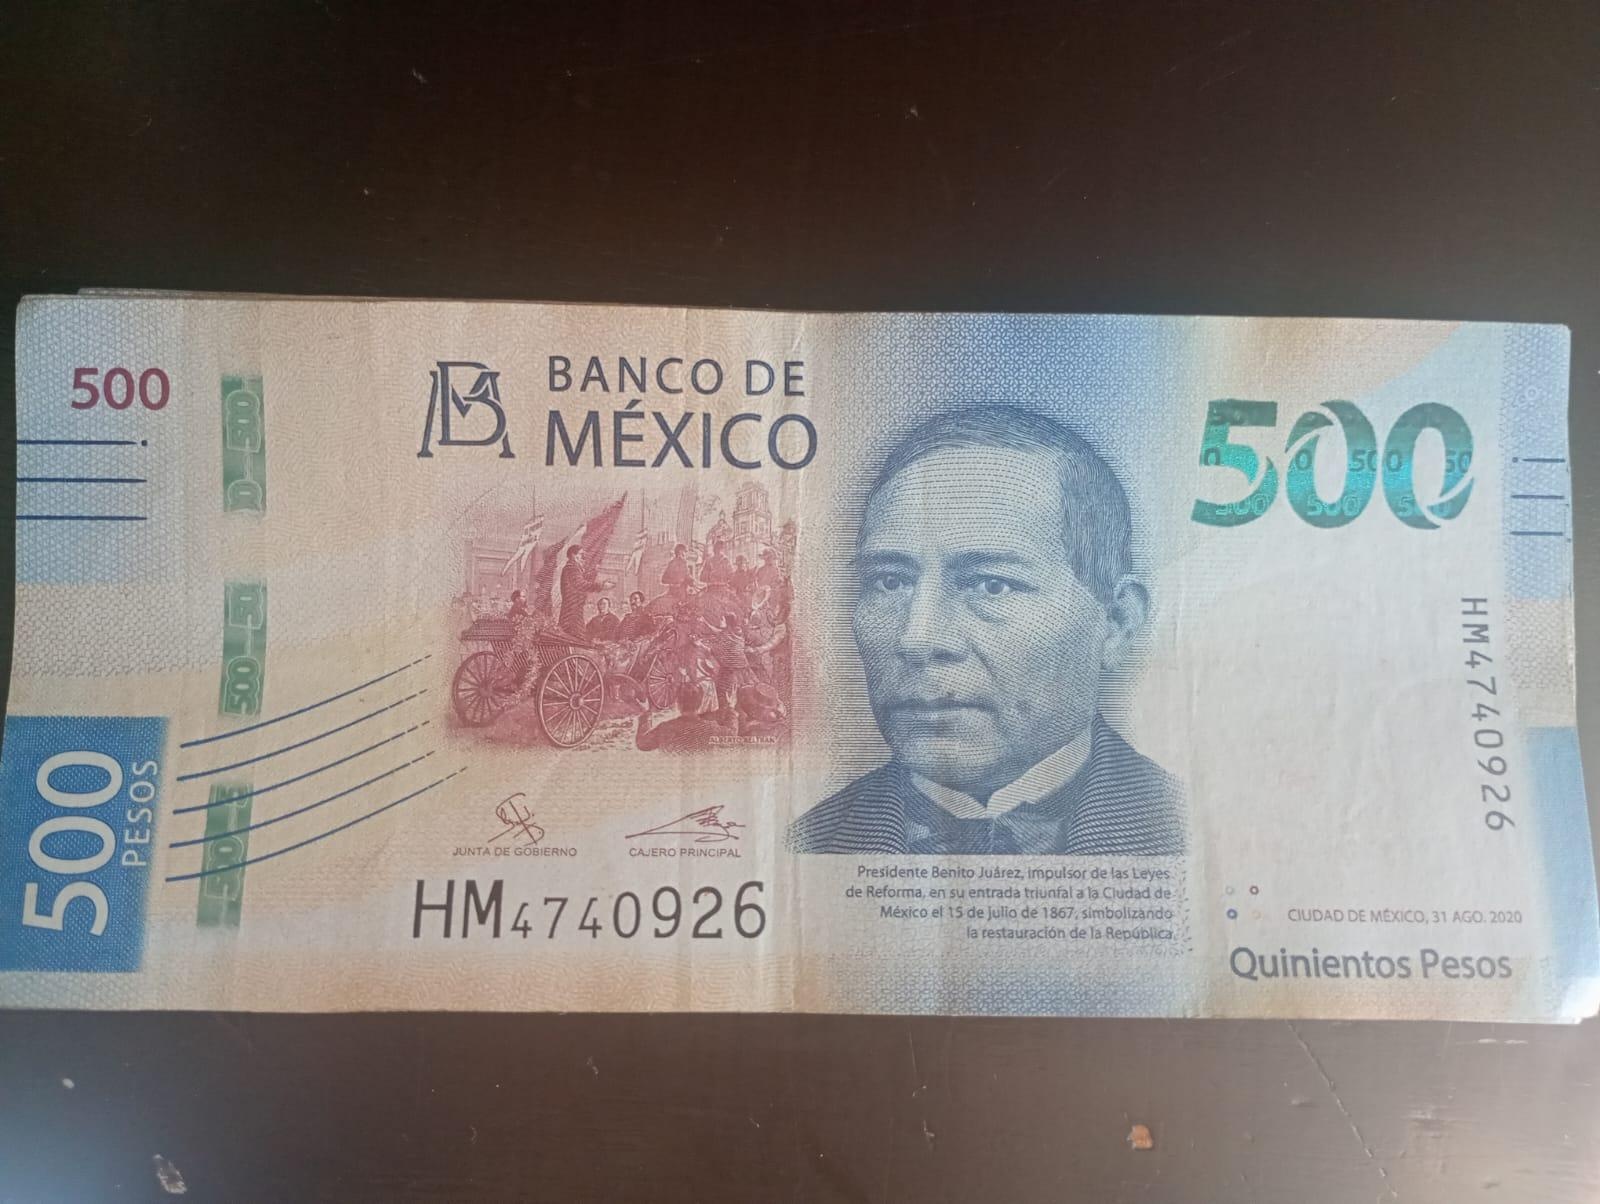 500
BM
BANCO DE
MÉXICO
500
ALBERTO BELTRÁN
HM4740926
JUNTA DE GOBIERNO
CAJERO PRINCIPAL
500
PESOS
HM4740926
Presidente Benito Juárez, impulsor de las Leyes
de Reforma, en su entrada triunfal a la Ciudad de
México el 15 de julio de 1867, simbolizando
la restauración de la República.
CIUDAD DE MÉXICO, 31 AGO. 2020
Quinientos Pesos